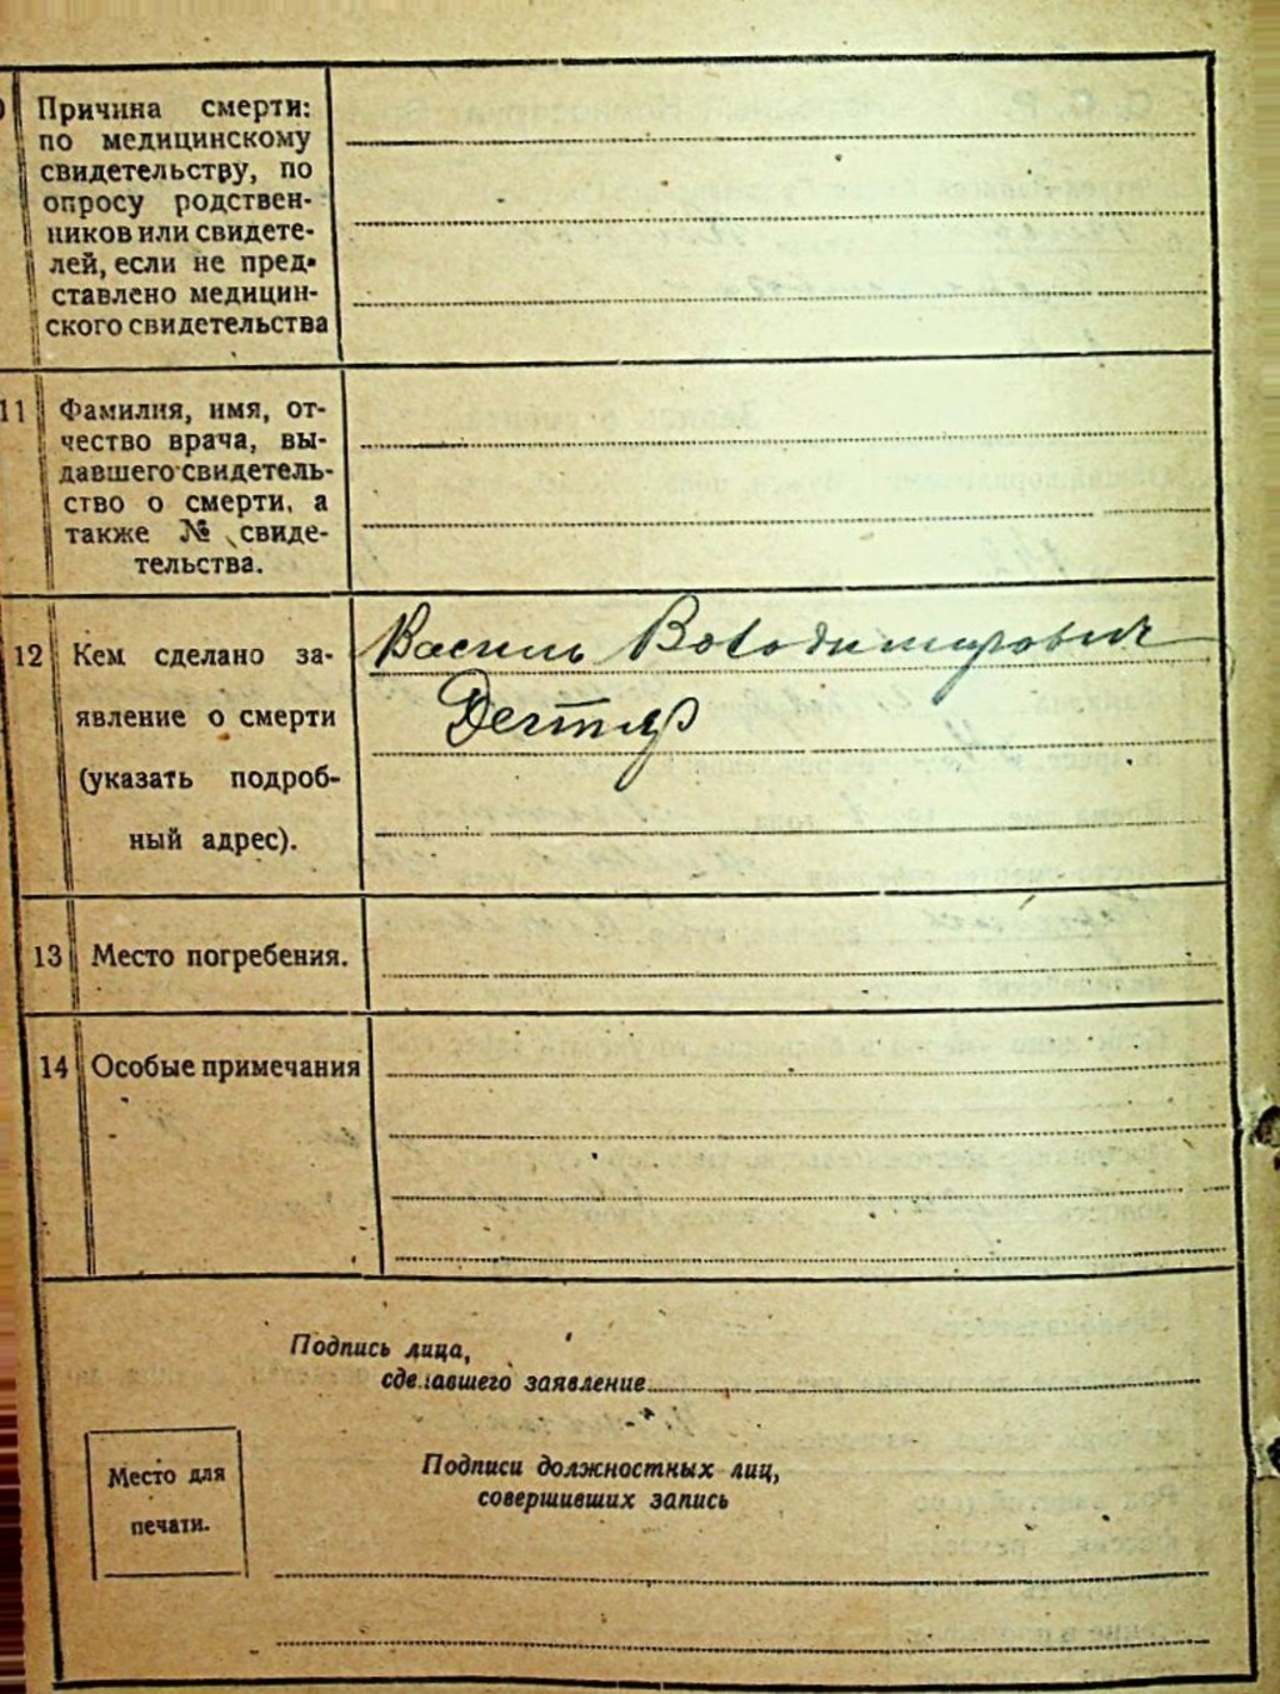 Причина смерти:
по медицинскому
свидетельству, по
опросу родствен-
ников или свидете-
лей, если не пред-
ставлено медицин-
ского свидетельства
11 Фамилия, имя, от-
чество врача, вы-
давшего свидетель-
ство о смерти, а
также № свиде-
тельства.
12 Кем сделано за-
явление о смерти
(указать подроб-
ный адрес).
Василь Володимирович
Дегтяр
13 Место погребения.
14 Особые примечания
Подпись лица,
сделавшего заявление
Место для
печати.
Подписи должностных лиц,
совершивших запись